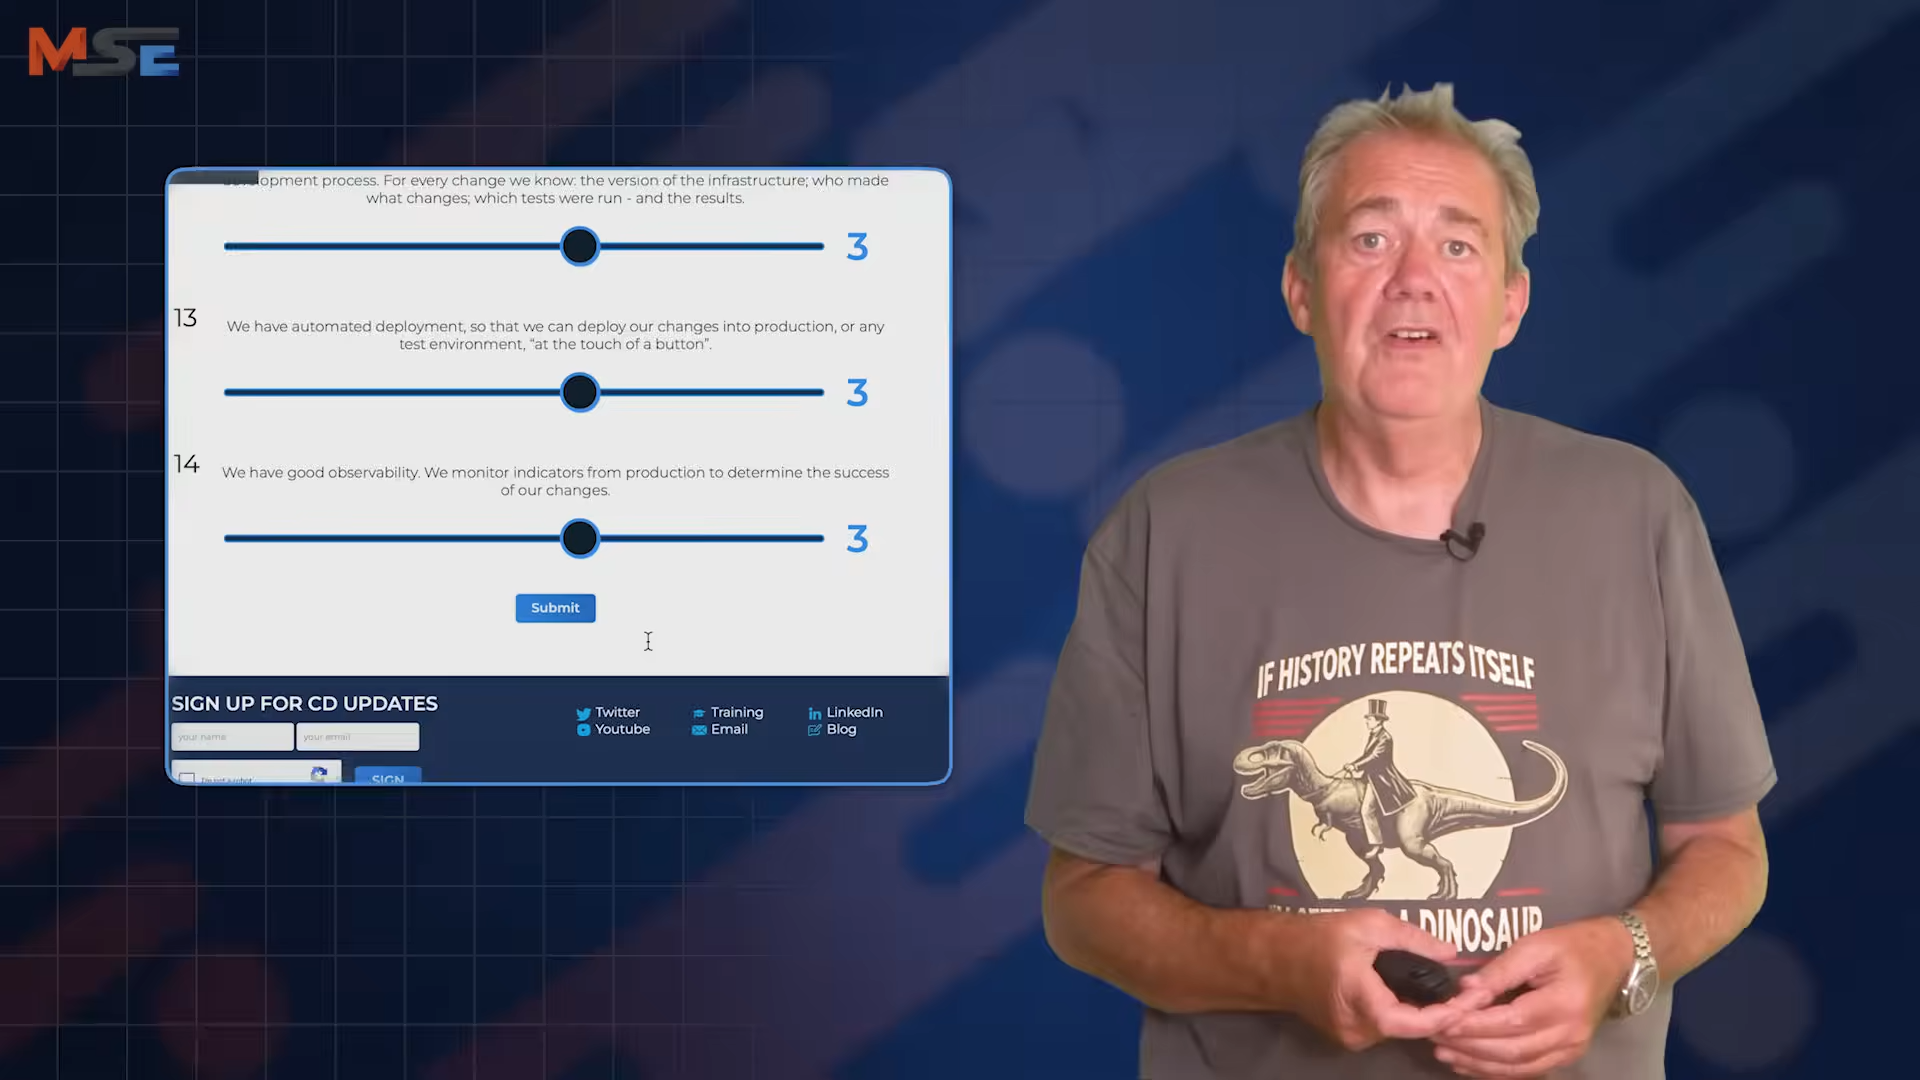 MSE
development process. For every change we know: the version of the infrastructure; who made
what changes; which tests were run - and the results.
3
13
We have automated deployment, so that we can deploy our changes into production, or any
test environment, “at the touch of a button”.
3
14
We have good observability. We monitor indicators from production to determine the success
of our changes.
3
Submit
SIGN UP FOR CD UPDATES
your name
your email
Twitter
Training
LinkedIn
Youtube
Email
Blog
I'm not a robot
SIGN
IF HISTORY REPEATS ITSELF
A DINOSAUR